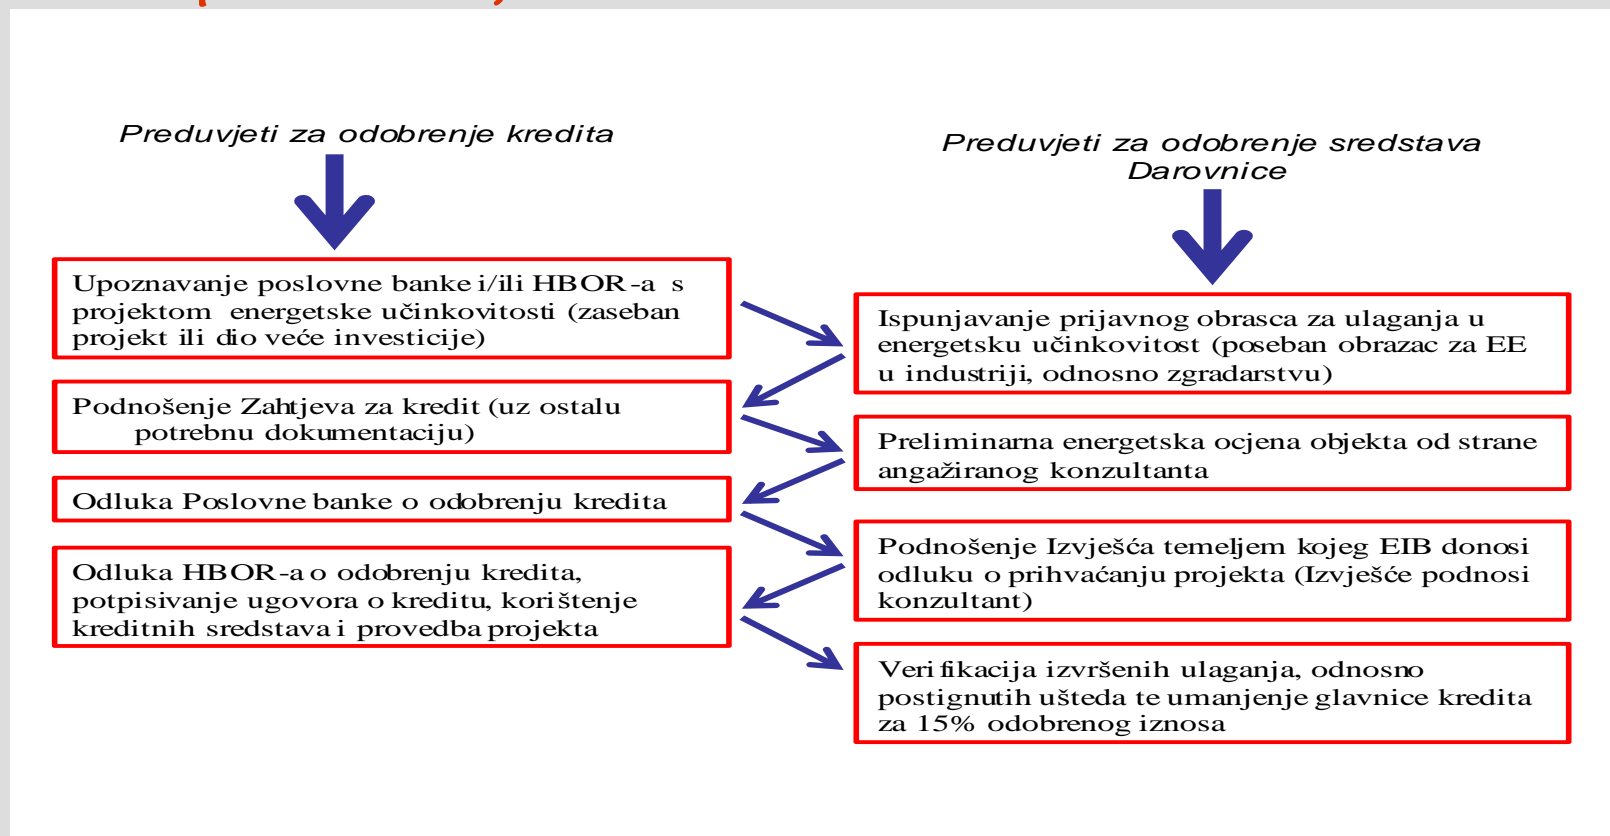 Preduvjeti za odobrenje kredita
Upoznavanje poslovne banke i/ili HBOR-a s
projektom energetske učinkovitosti (zaseban
projekt ili dio veće investicije)
Podnošenje Zahtjeva za kredit (uz ostalu
potrebnu dokumentaciju)
Odluka Poslovne banke o odobrenju kredita
Odluka HBOR-a o odobrenju kredita,
potpisivanje ugovora o kreditu, korištenje
kreditnih sredstava i provedba projekta
Preduvjeti za odobrenje sredstava
Darovnice
Ispunjavanje prijavnog obrasca za ulaganja u
energetsku učinkovitost (poseban obrazac za EE
u industriji, odnosno zgradarstvu)
Preliminarna energetska ocjena objekta od strane
angažiranog konzultanta
Podnošenje Izvješća temeljem kojeg EIB donosi
odluku o prihvaćanju projekta (Izvješće podnosi
konzultant)
Verifikacija izvršenih ulaganja, odnosno
postignutih ušteda te umanjenje glavnice kredita
za 15% odobrenog iznosa